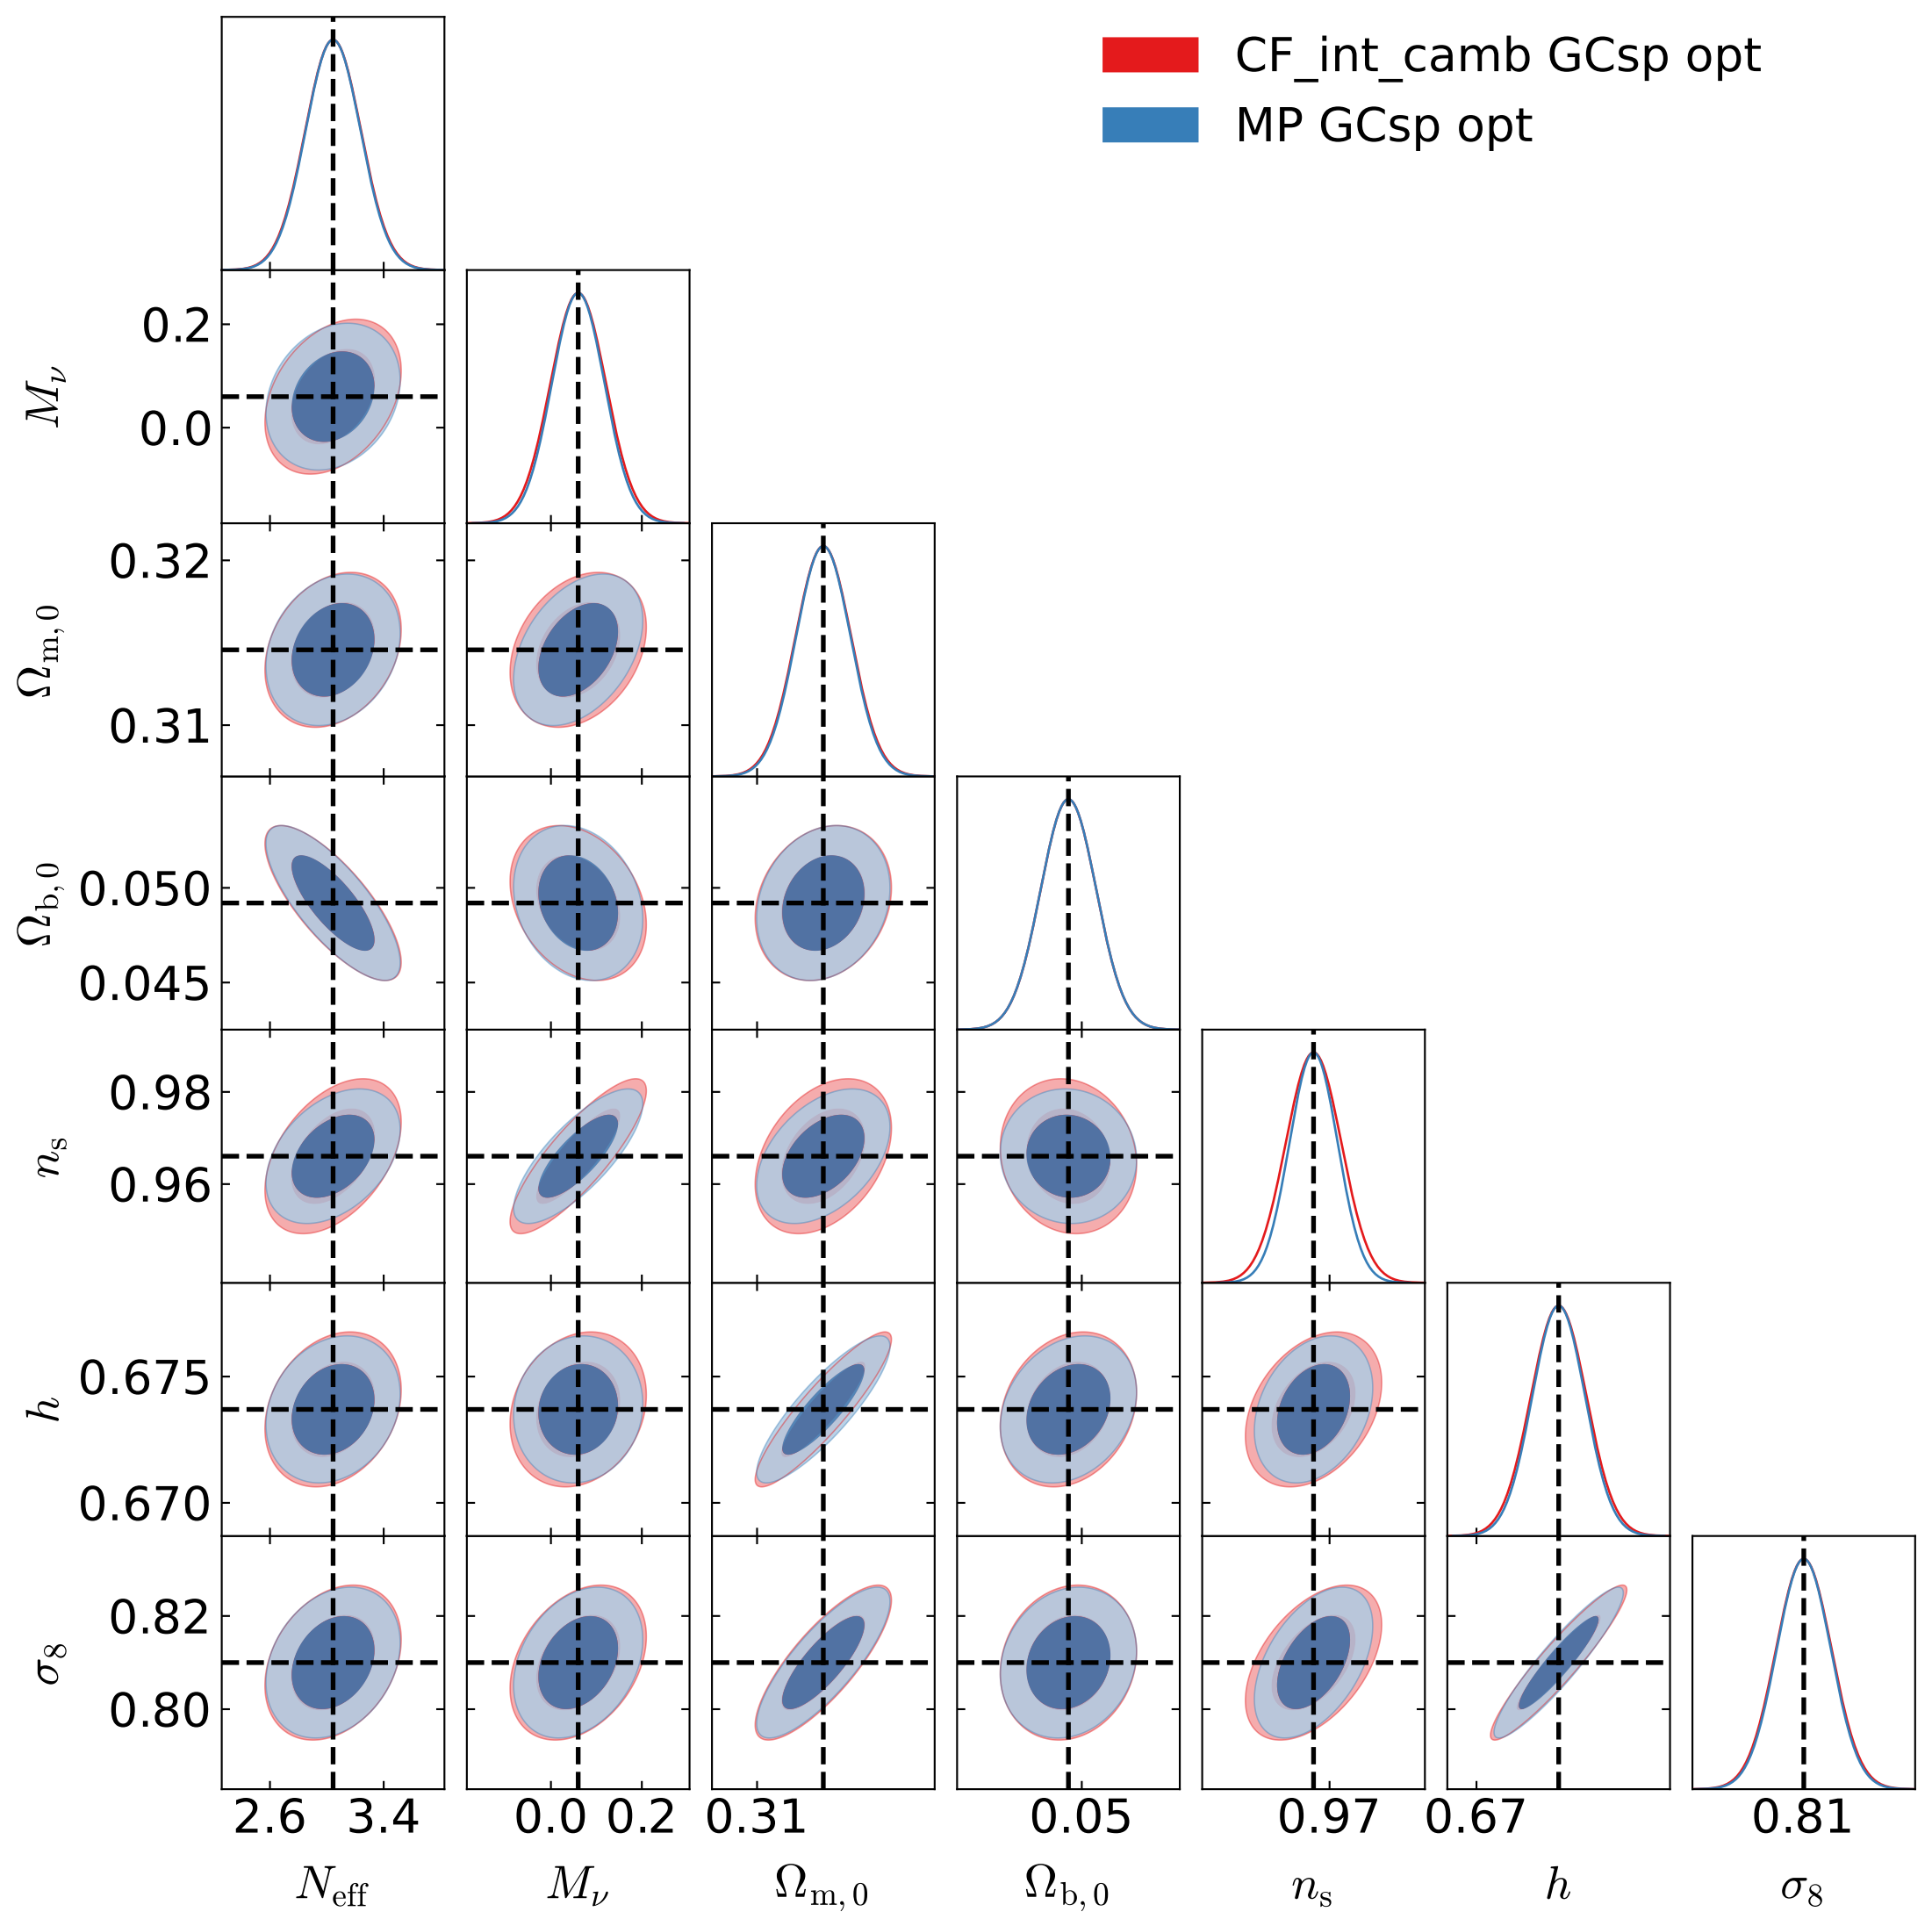 CF_int_camb GCsp opt
MP GCsp opt
0.2
0.0
M_ν
0.32
0.31
Ω_m,0
0.050
0.045
Ω_b,0
0.98
0.96
n_s
0.675
0.670
h
0.82
0.80
σ_8
2.6 3.4 0.0 0.2 0.31 0.05 0.97 0.67 0.81
N_eff M_ν Ω_m,0 Ω_b,0 n_s h σ_8